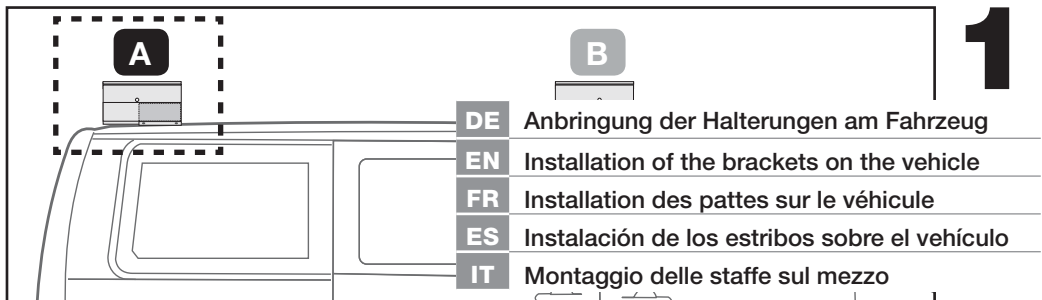 A
B
1
DE Anbringung der Halterungen am Fahrzeug
EN Installation of the brackets on the vehicle
FR Installation des pattes sur le véhicule
ES Instalación de los estribos sobre el vehículo
IT Montaggio delle staffe sul mezzo